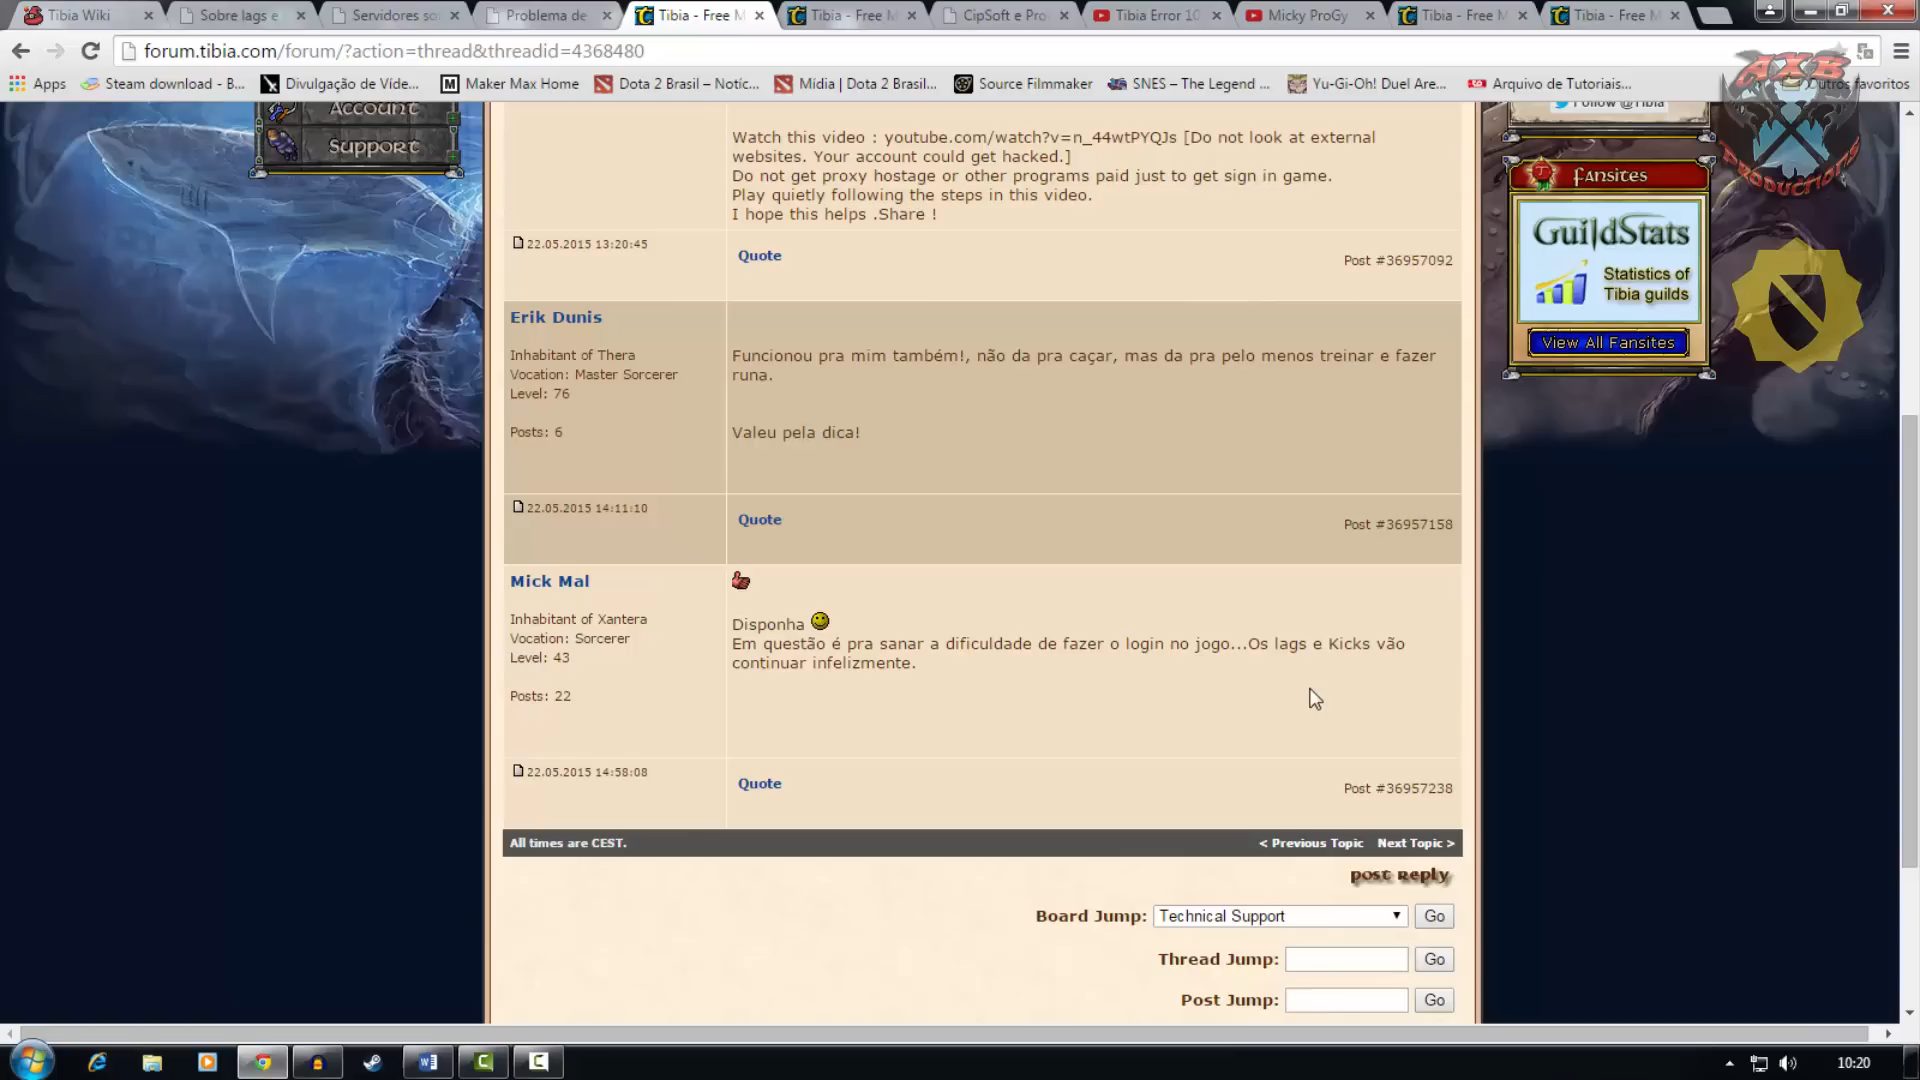 Tibia Wiki
Sobre lags e
Servidores so
Problema de
Tibia - Free M
Tibia - Free M
CipSoft e Pro
Tibia Error 10
Micky ProGy
Tibia - Free M
Tibia - Free M
forum.tibia.com/forum/?action=thread&threadid=4368480
Apps
Steam download - B...
Divulgação de Víde...
Maker Max Home
Dota 2 Brasil – Notíc...
Mídia | Dota 2 Brasil...
Source Filmmaker
SNES – The Legend ...
Yu-Gi-Oh! Duel Are...
Arquivo de Tutoriais...
Outros favoritos
AXB
PRODUCTIONS
Account
Support
Follow @Tibia
Watch this video : youtube.com/watch?v=n_44wtPYQJs [Do not look at external
websites. Your account could get hacked.]
Do not get proxy hostage or other programs paid just to get sign in game.
Play quietly following the steps in this video.
I hope this helps .Share !
22.05.2015 13:20:45
Quote
Post #36957092
Fansites
GuildStats
Statistics of
Tibia guilds
View All Fansites
Erik Dunis
Inhabitant of Thera
Vocation: Master Sorcerer
Level: 76
Posts: 6
Funcionou pra mim também!, não da pra caçar, mas da pra pelo menos treinar e fazer
runa.
Valeu pela dica!
22.05.2015 14:11:10
Quote
Post #36957158
Mick Mal
Inhabitant of Xantera
Vocation: Sorcerer
Level: 43
Posts: 22
Disponha
Em questão é pra sanar a dificuldade de fazer o login no jogo...Os lags e Kicks vão
continuar infelizmente.
22.05.2015 14:58:08
Quote
Post #36957238
All times are CEST.
< Previous Topic
Next Topic >
post Reply
Board Jump:
Technical Support
Go
Thread Jump:
Go
Post Jump:
Go
10:20